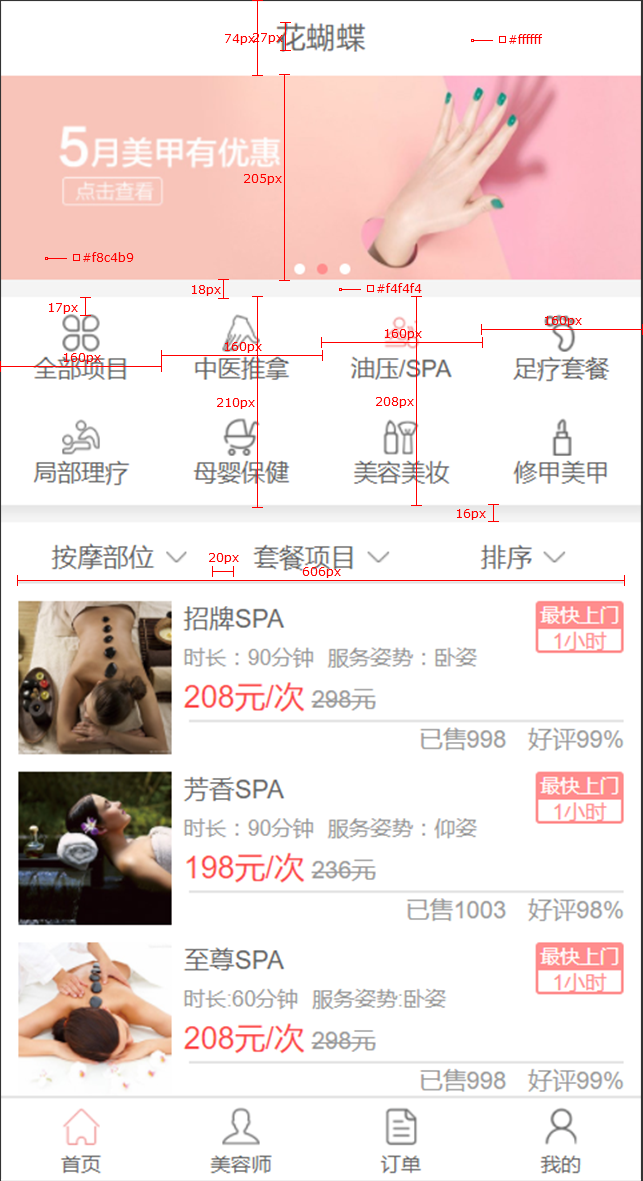 花蝴蝶
74px
27px
#ffffff
5月美甲有优惠
点击查看
205px
#f8c4b9
18px
#f4f4f4
17px
160px
160px
160px
160px
全部项目
中医推拿
油压/SPA
足疗套餐
210px
208px
局部理疗
母婴保健
美容美妆
修甲美甲
16px
按摩部位
套餐项目
排序
20px
606px
招牌SPA
最快上门
1小时
时长：90分钟 服务姿势：卧姿
208元/次 298元
已售998 好评99%
芳香SPA
最快上门
1小时
时长：90分钟 服务姿势：仰姿
198元/次 236元
已售1003 好评98%
至尊SPA
最快上门
1小时
时长:60分钟 服务姿势:卧姿
208元/次 298元
已售998 好评99%
首页
美容师
订单
我的